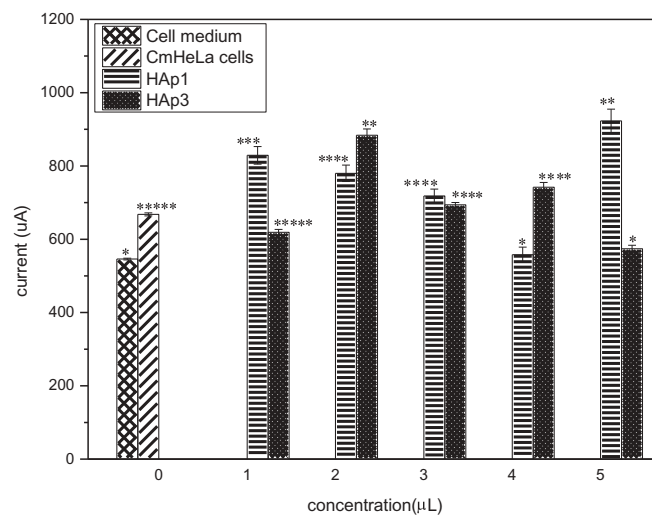 1200
1000
800
600
400
200
0
current (uA)
Cell medium
CmHeLa cells
HAp1
HAp3
*
*****
***
*****
****
**
****
****
*
****
**
*
0 1 2 3 4 5
concentration(μL)